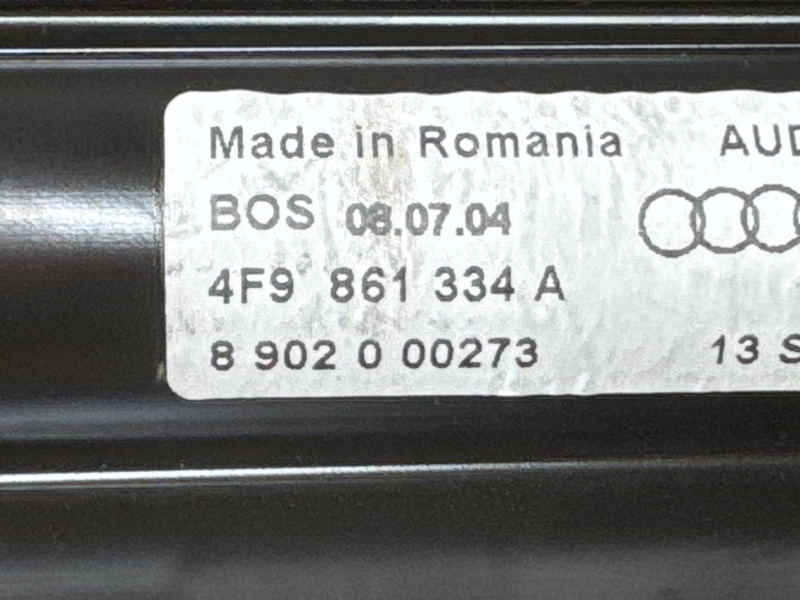 Made in Romania AUD
BOS 08.07.04
4F9 861 334 A
8 902 0 00273 13 S